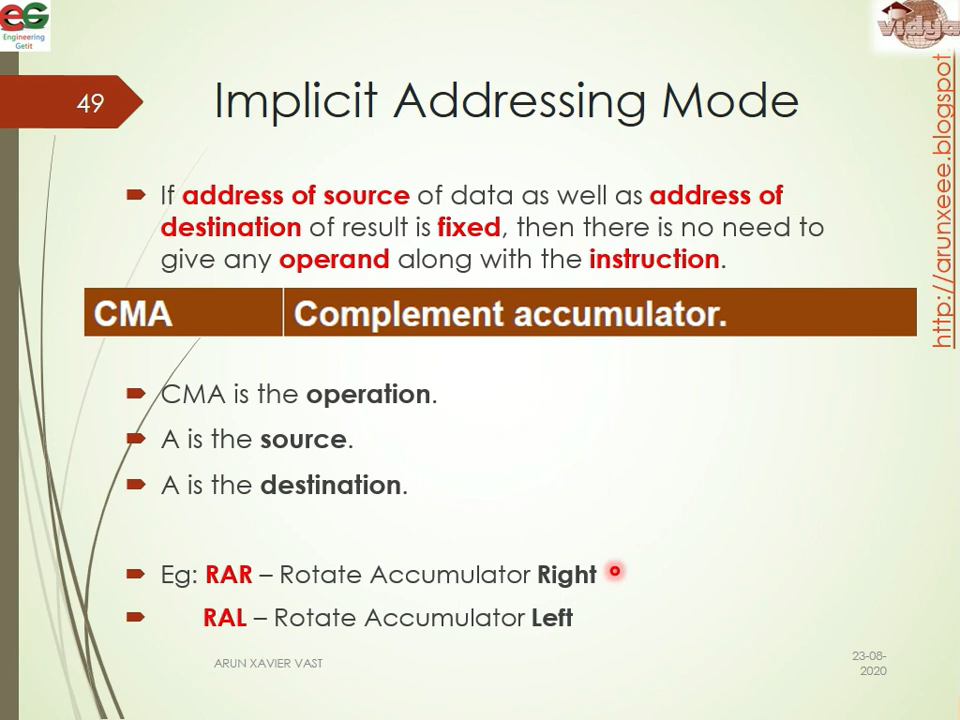 EG
Engineering
Getit
vidya
49
Implicit Addressing Mode
If address of source of data as well as address of
destination of result is fixed, then there is no need to
give any operand along with the instruction.
CMA Complement accumulator.
CMA is the operation.
A is the source.
A is the destination.
Eg: RAR – Rotate Accumulator Right
RAL – Rotate Accumulator Left
ARUN XAVIER VAST
23-08-
2020
http://arunxeee.blogspot.